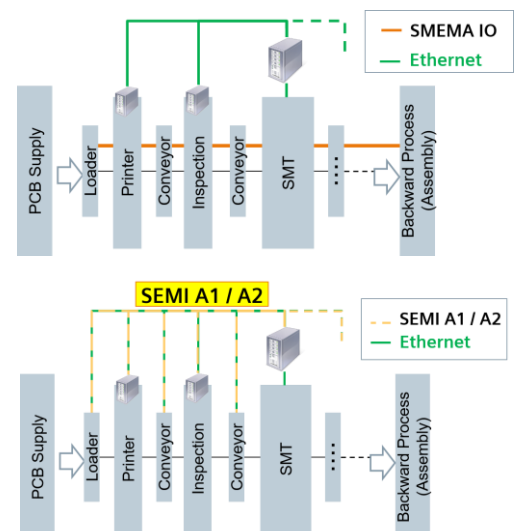 SMEMA IO
Ethernet
PCB Supply
Loader
Printer
Conveyor
Inspection
Conveyor
SMT
....
Backward Process
(Assembly)
SEMI A1 / A2
SEMI A1 / A2
Ethernet
PCB Supply
Loader
Printer
Conveyor
Inspection
Conveyor
SMT
....
Backward Process
(Assembly)